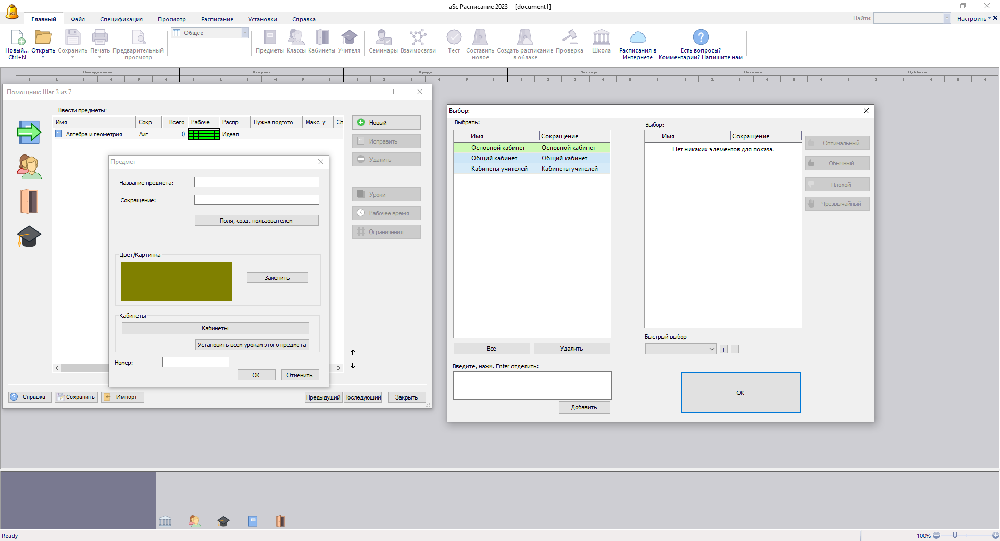 aSc Расписание 2023 - [document1]
Главный Файл Спецификация Просмотр Расписание Установки Справка
Найти: Настроить
Новый... Ctrl+N
Открыть
Сохранить
Печать
Предварительный просмотр
Общее
Предметы Классы Кабинеты Учителя
Семинары Взаимосвязи
Тест
Составить новое
Создать расписание в облаке
Проверка
Школа
Расписания в Интернете
Есть вопросы?
Комментарии? Напишите нам
Понедельник Вторник Среда Четверг Пятница Суббота
1 2 3 4 5 6 1 2 3 4 5 6 1 2 3 4 5 6 1 2 3 4 5 6 1 2 3 4 5 6 1 2 3 4 5 6
Помощник: Шаг 3 из 7
Ввести предметы:
Имя Сокр... Всего Рабоче... Распр. ... Нужна подгото... Макс. у... Сп
Алгебра и геометрия Аиг 0 Идеал...
Новый
Исправить
Удалить
Уроки
Рабочее время
Ограничения
Предмет
Название предмета:
Сокращение:
Поля, созд. пользователем
Цвет/Картинка
Заменить
Кабинеты
Кабинеты
Установить всем урокам этого предмета
Номер:
OK Отменить
Справка Сохранить Импорт Предыдущий Последующий Закрыть
Выбор:
Выбрать:
Имя Сокращение
Основной кабинет Основной кабинет
Общий кабинет Общий кабинет
Кабинеты учителей Кабинеты учителей
Все Удалить
Введите, нажм. Enter отделить:
Добавить
Выбор:
Имя Сокращение
Нет никаких элементов для показа.
Оптимальный
Обычный
Плохой
Чрезвычайный
Быстрый выбор
+ -
OK
Ready 100%